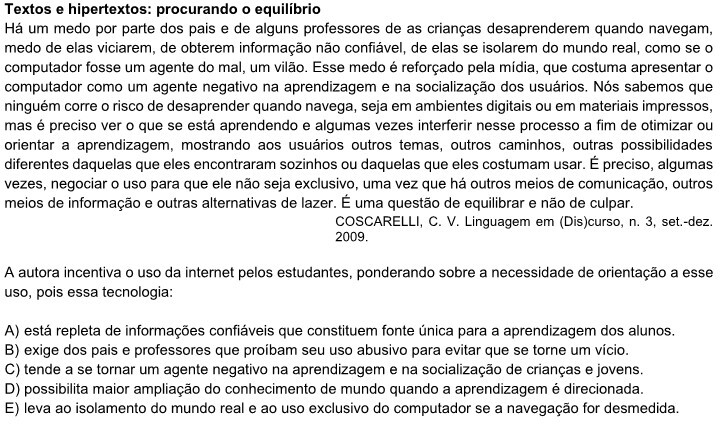 Textos e hipertextos: procurando o equilíbrio
Há um medo por parte dos pais e de alguns professores de as crianças desaprenderem quando navegam,
medo de elas viciarem, de obterem informação não confiável, de elas se isolarem do mundo real, como se o
computador fosse um agente do mal, um vilão. Esse medo é reforçado pela mídia, que costuma apresentar o
computador como um agente negativo na aprendizagem e na socialização dos usuários. Nós sabemos que
ninguém corre o risco de desaprender quando navega, seja em ambientes digitais ou em materiais impressos,
mas é preciso ver o que se está aprendendo e algumas vezes interferir nesse processo a fim de otimizar ou
orientar a aprendizagem, mostrando aos usuários outros temas, outros caminhos, outras possibilidades
diferentes daquelas que eles encontraram sozinhos ou daquelas que eles costumam usar. É preciso, algumas
vezes, negociar o uso para que ele não seja exclusivo, uma vez que há outros meios de comunicação, outros
meios de informação e outras alternativas de lazer. É uma questão de equilibrar e não de culpar.
COSCARELLI, C. V. Linguagem em (Dis)curso, n. 3, set.-dez.
2009.
A autora incentiva o uso da internet pelos estudantes, ponderando sobre a necessidade de orientação a esse
uso, pois essa tecnologia:
A) está repleta de informações confiáveis que constituem fonte única para a aprendizagem dos alunos.
B) exige dos pais e professores que proíbam seu uso abusivo para evitar que se torne um vício.
C) tende a se tornar um agente negativo na aprendizagem e na socialização de crianças e jovens.
D) possibilita maior ampliação do conhecimento de mundo quando a aprendizagem é direcionada.
E) leva ao isolamento do mundo real e ao uso exclusivo do computador se a navegação for desmedida.